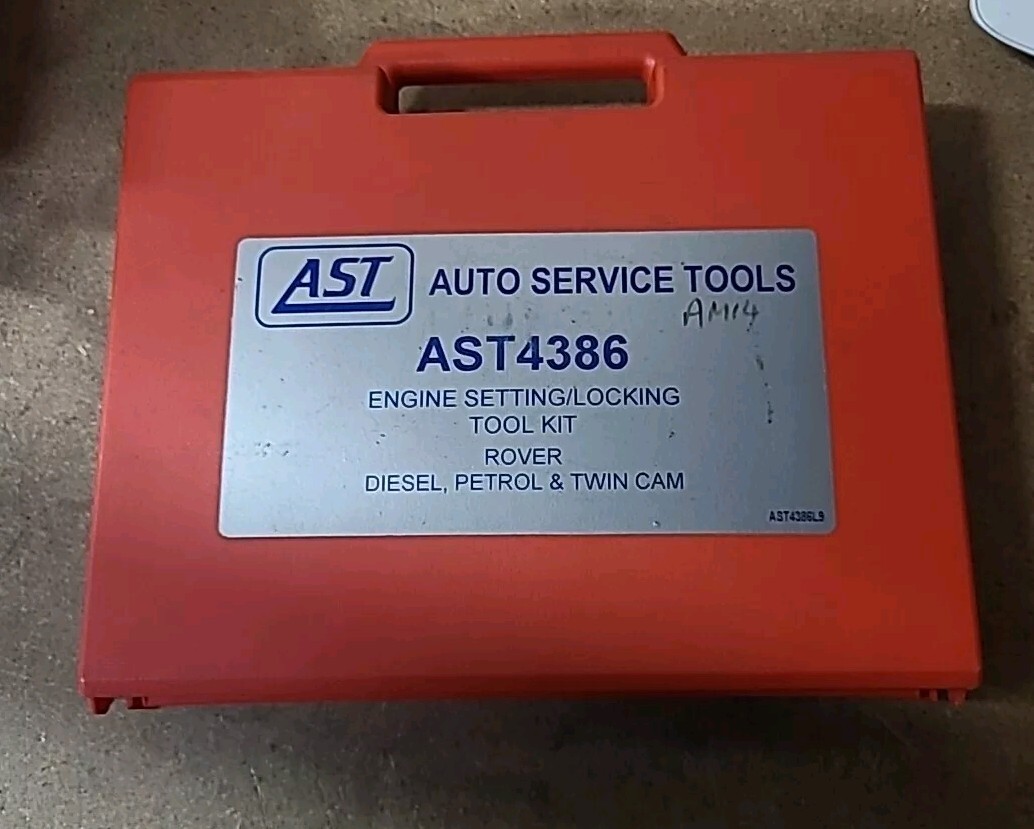 AST AUTO SERVICE TOOLS
AM14
AST4386
ENGINE SETTING/LOCKING
TOOL KIT
ROVER
DIESEL, PETROL & TWIN CAM
AST4386L9